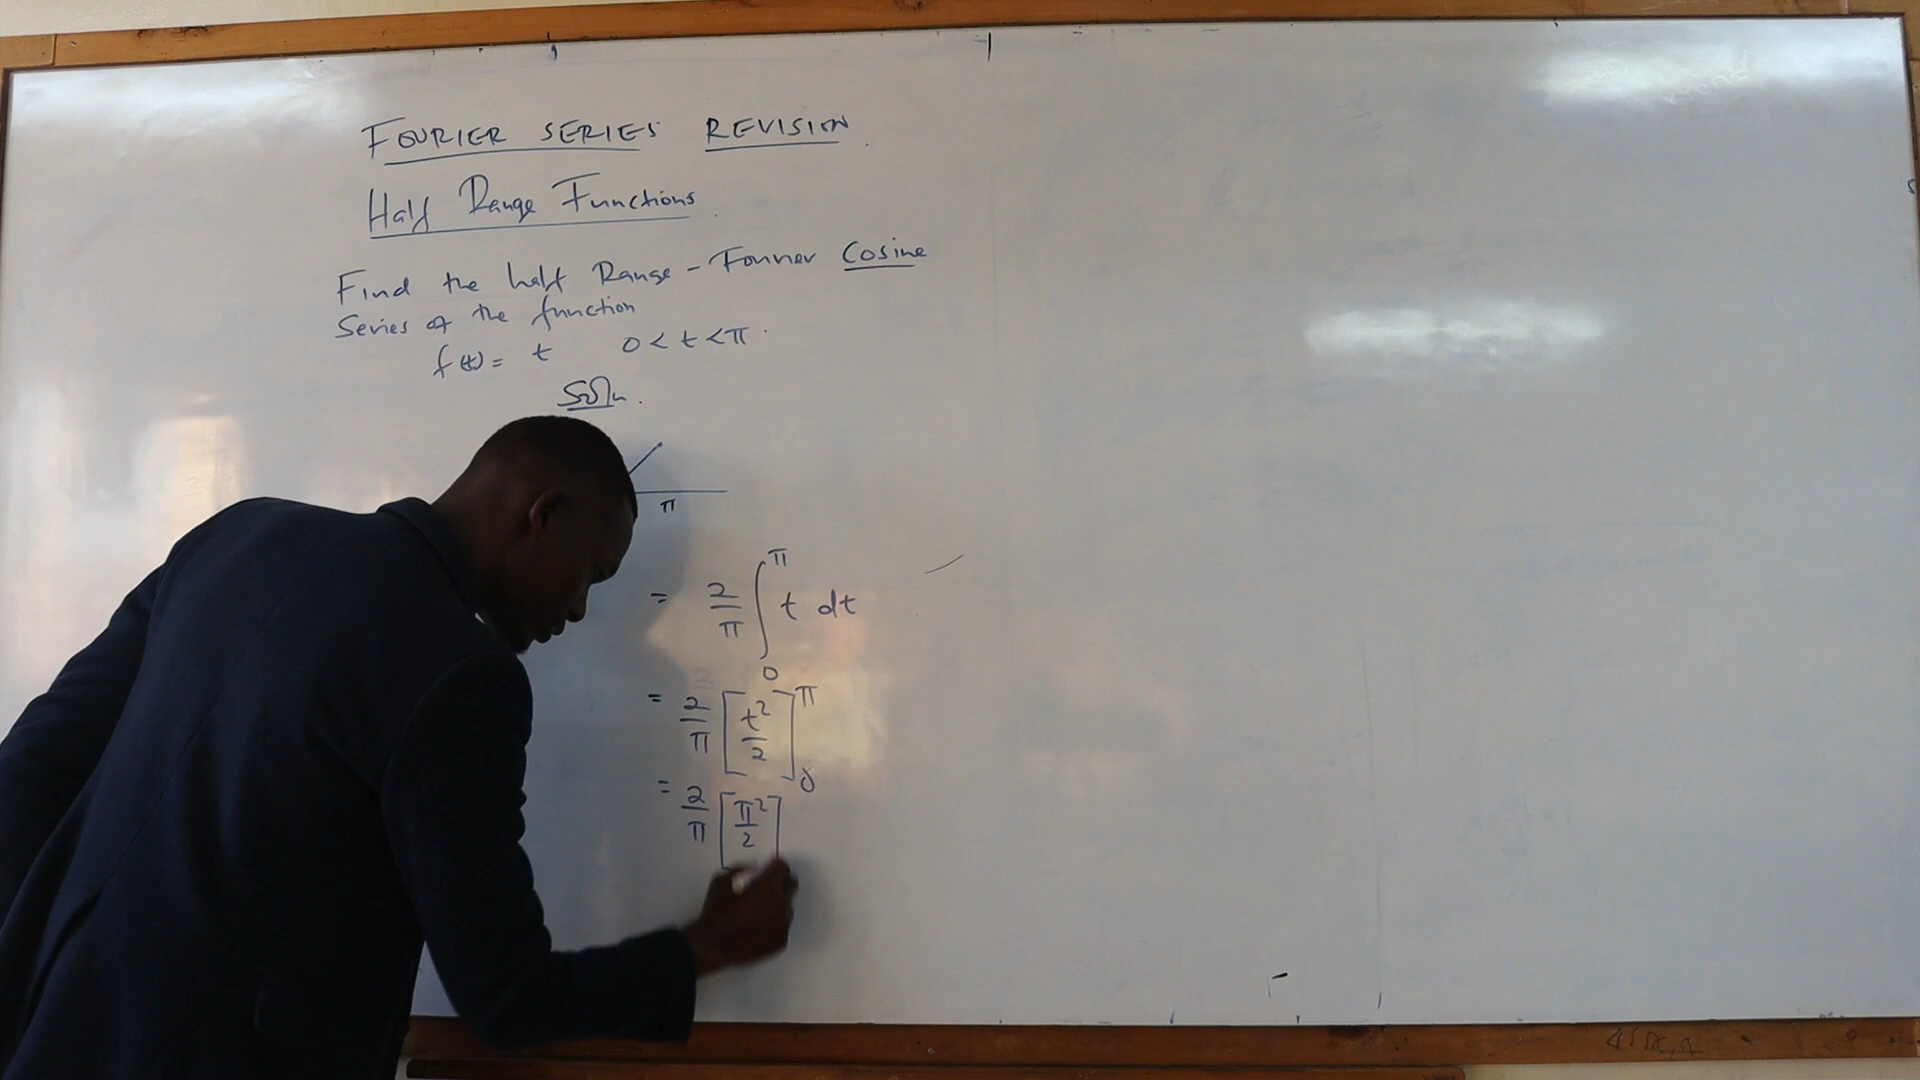 FOURIER SERIES REVISION.
Half Range Functions.
Find the half Range - Fourier Cosine
Series of the function
f(t) = t 0 < t < π.
Soln.
π
= 2/π ∫₀^π t dt
= 2/π [t²/2]₀^π
= 2/π [π²/2]